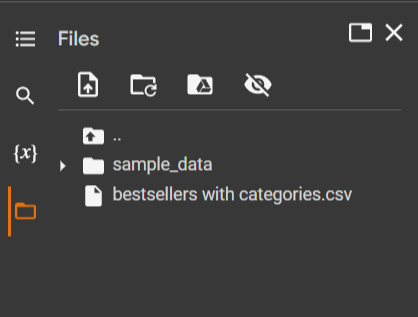 Files
{x}
..
sample_data
bestsellers with categories.csv